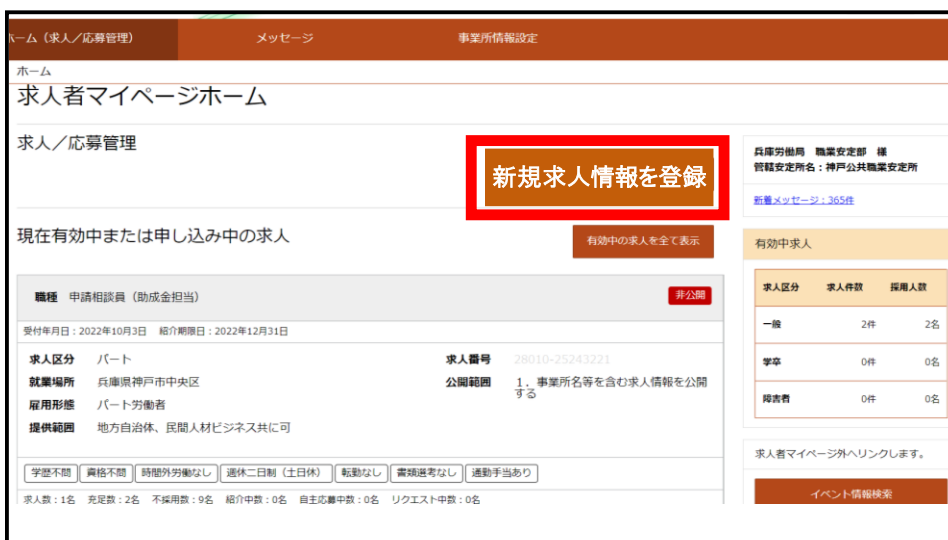 ホーム（求人／応募管理）
メッセージ
事業所情報設定
ホーム
求人者マイページホーム
求人／応募管理
新規求人情報を登録
現在有効中または申し込み中の求人
有効中の求人を全て表示
職種 申請相談員（助成金担当）
非公開
受付年月日：2022年10月3日 紹介期限日：2022年12月31日
求人区分 パート
求人番号 28010-25243221
就業場所 兵庫県神戸市中央区
公開範囲 １．事業所名等を含む求人情報を公開
する
雇用形態 パート労働者
提供範囲 地方自治体、民間人材ビジネス共に可
学歴不問 資格不問 時間外労働なし 週休二日制（土日休） 転勤なし 書類選考なし 通勤手当あり
求人数：1名 充足数：2名 不採用数：9名 紹介中数：0名 自主応募中数：0名 リクエスト中数：0名
兵庫労働局 職業安定部 様
管轄安定所名：神戸公共職業安定所
新着メッセージ：365件
有効中求人
求人区分 求人件数 採用人数
一般 2件 2名
学卒 0件 0名
障害者 0件 0名
求人者マイページ外へリンクします。
イベント情報検索